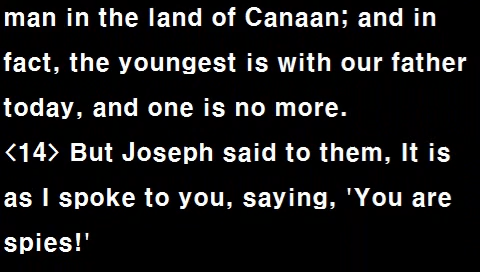 man in the land of Canaan; and in
fact, the youngest is with our father
today, and one is no more.
<14> But Joseph said to them, It is
as I spoke to you, saying, 'You are
spies!'